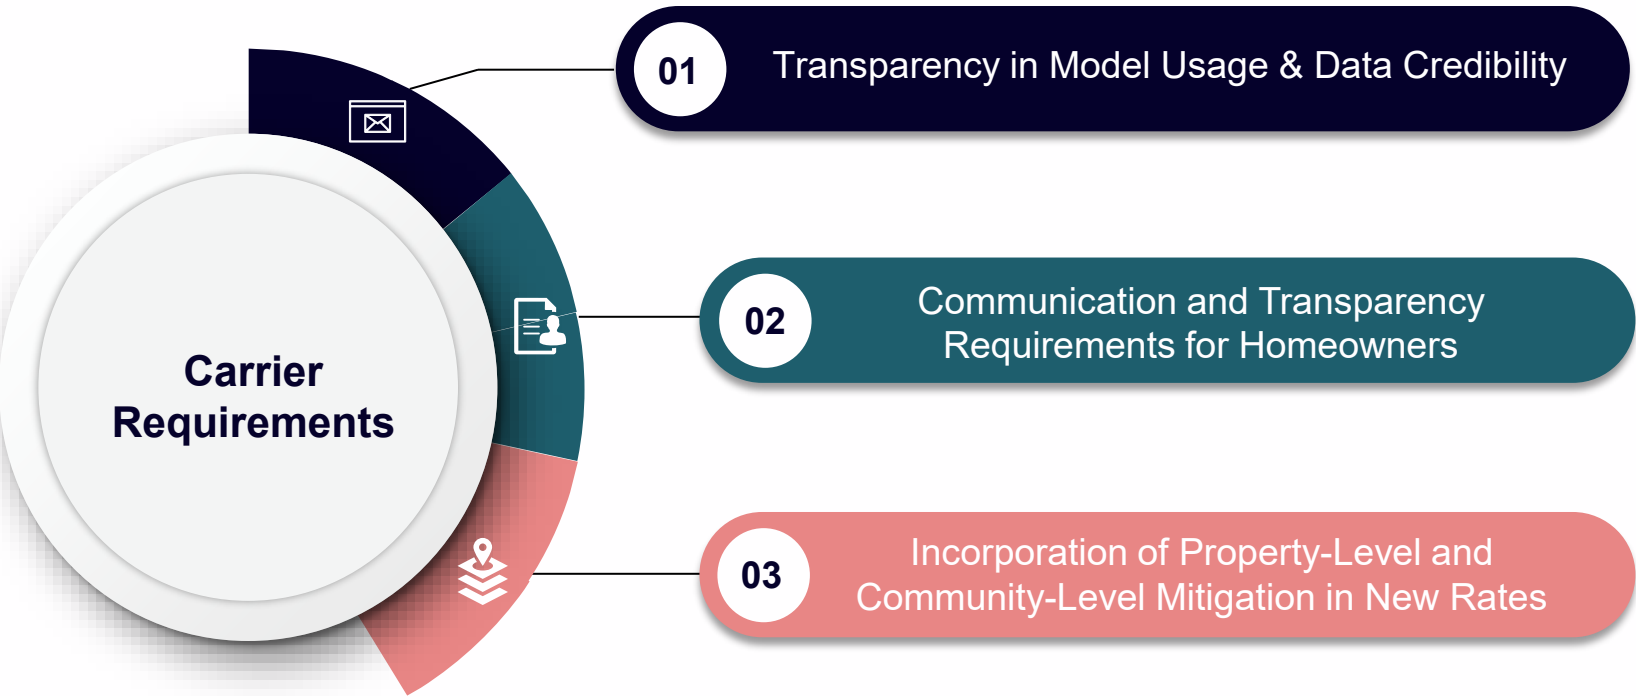 Carrier
Requirements
01
Transparency in Model Usage & Data Credibility
02
Communication and Transparency
Requirements for Homeowners
03
Incorporation of Property-Level and
Community-Level Mitigation in New Rates